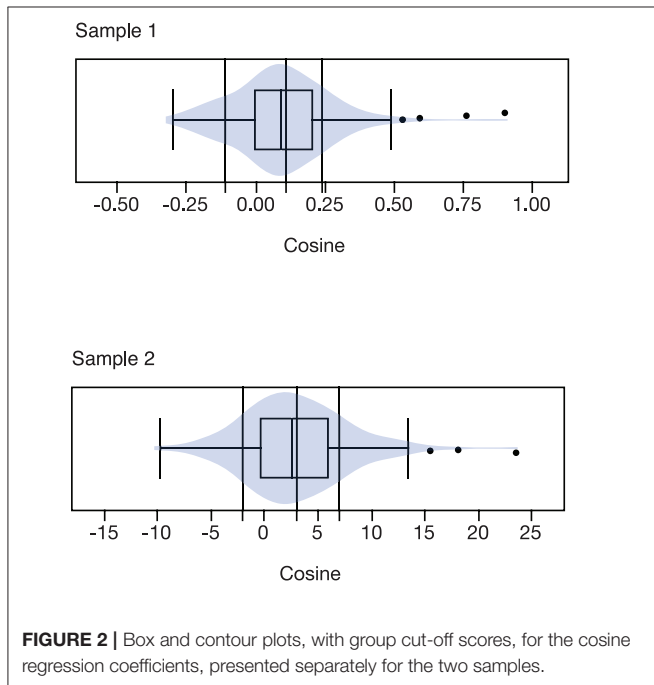 Sample 1
-0.50 -0.25 0.00 0.25 0.50 0.75 1.00
Cosine
Sample 2
-15 -10 -5 0 5 10 15 20 25
Cosine
FIGURE 2 | Box and contour plots, with group cut-off scores, for the cosine
regression coefficients, presented separately for the two samples.